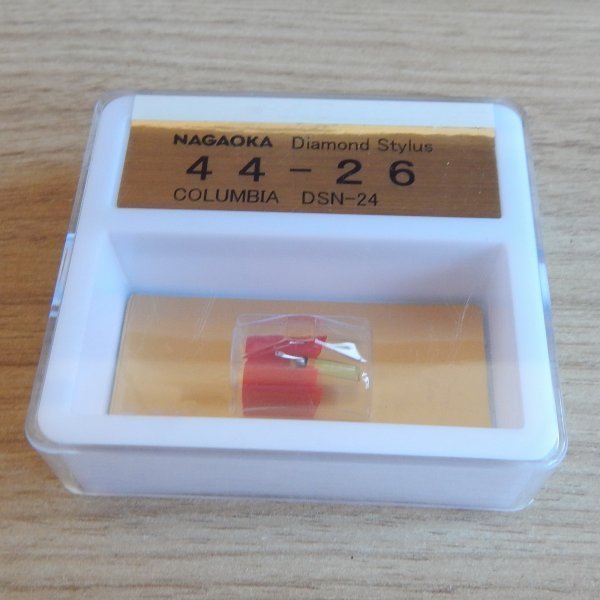 NAGAOKA Diamond Stylus
44-26
COLUMBIA DSN-24